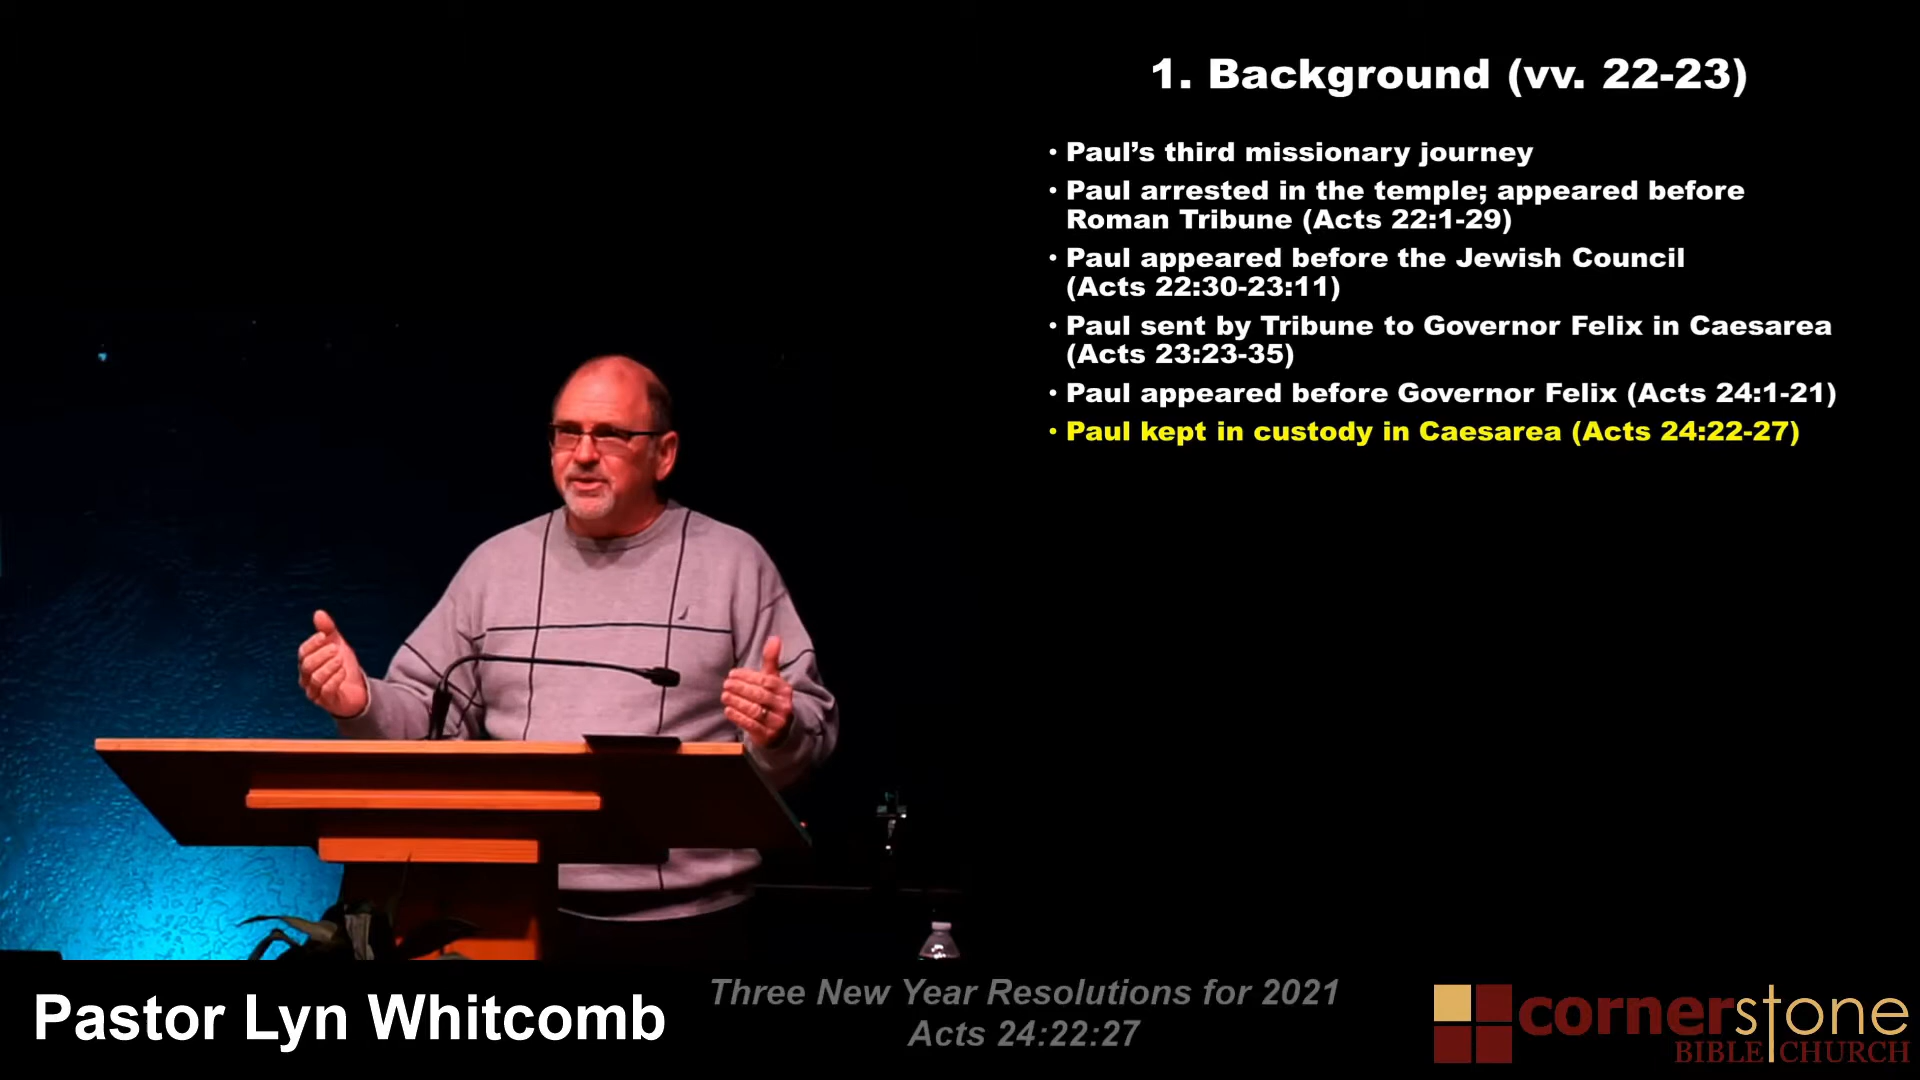 1. Background (vv. 22-23)
• Paul’s third missionary journey
• Paul arrested in the temple; appeared before
Roman Tribune (Acts 22:1-29)
• Paul appeared before the Jewish Council
(Acts 22:30-23:11)
• Paul sent by Tribune to Governor Felix in Caesarea
(Acts 23:23-35)
• Paul appeared before Governor Felix (Acts 24:1-21)
• Paul kept in custody in Caesarea (Acts 24:22-27)
Pastor Lyn Whitcomb
Three New Year Resolutions for 2021
Acts 24:22:27
cornerstone
BIBLE CHURCH